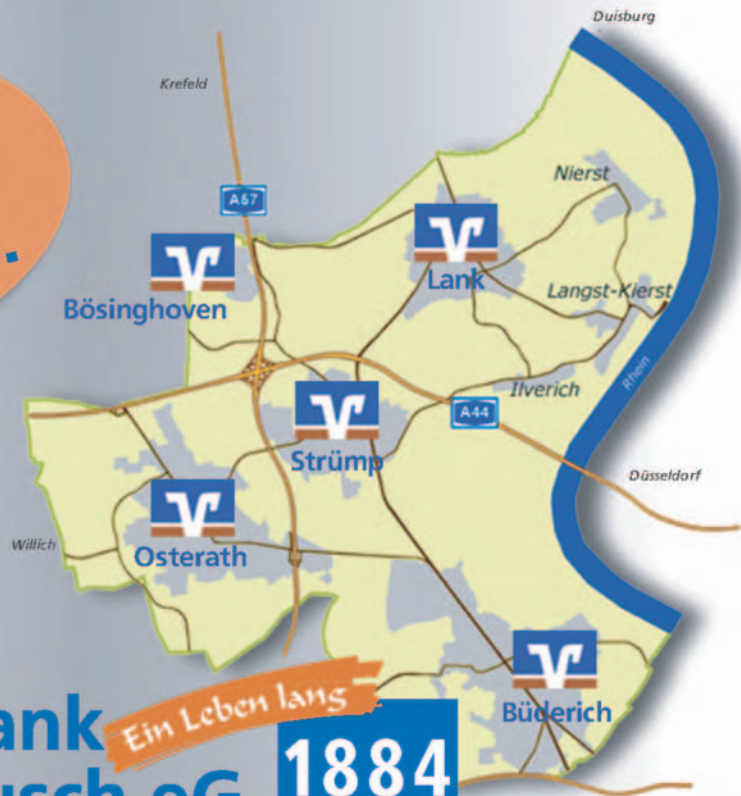 Duisburg
Krefeld
Nierst
A57
Lank
Langst-Kierst
Bösinghoven
Rhein
Ilverich
A44
Strümp
Düsseldorf
Willich
Osterath
Büderich
Ein Leben lang
1884